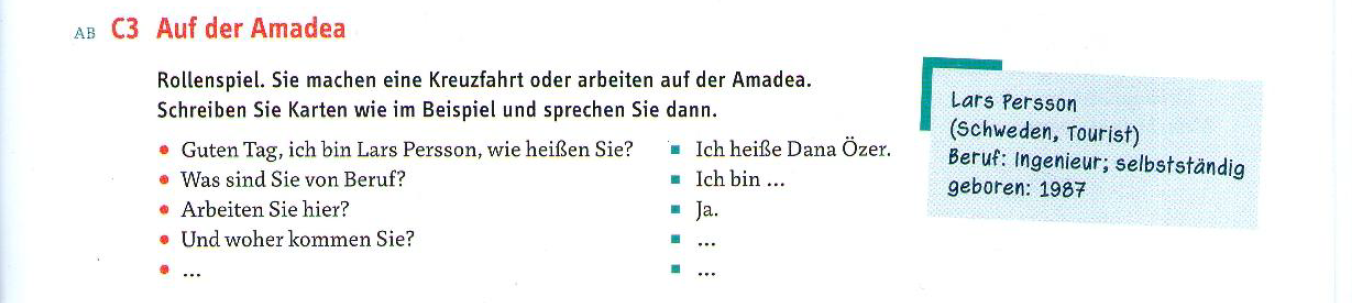 AB C3 Auf der Amadea
Rollenspiel. Sie machen eine Kreuzfahrt oder arbeiten auf der Amadea.
Schreiben Sie Karten wie im Beispiel und sprechen Sie dann.
• Guten Tag, ich bin Lars Persson, wie heißen Sie?
▪ Ich heiße Dana Özer.
• Was sind Sie von Beruf?
▪ Ich bin ...
• Arbeiten Sie hier?
▪ Ja.
• Und woher kommen Sie?
▪ ...
• ...
▪ ...
Lars Persson
(Schweden, Tourist)
Beruf: Ingenieur; selbstständig
geboren: 1987